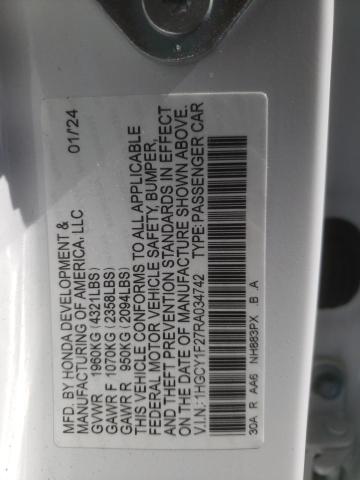 MFD. BY HONDA DEVELOPMENT &
MANUFACTURING OF AMERICA, LLC 01/24
GVWR 1960KG (4321LBS)
GAWR F 1070KG (2358LBS)
GAWR R 950KG (2094LBS)
THIS VEHICLE CONFORMS TO ALL APPLICABLE
FEDERAL MOTOR VEHICLE SAFETY, BUMPER,
AND THEFT PREVENTION STANDARDS IN EFFECT
ON THE DATE OF MANUFACTURE SHOWN ABOVE.
V.I.N.: 1HGCY1F27RA034742 TYPE: PASSENGER CAR
30A R AA6 NH883PX B A